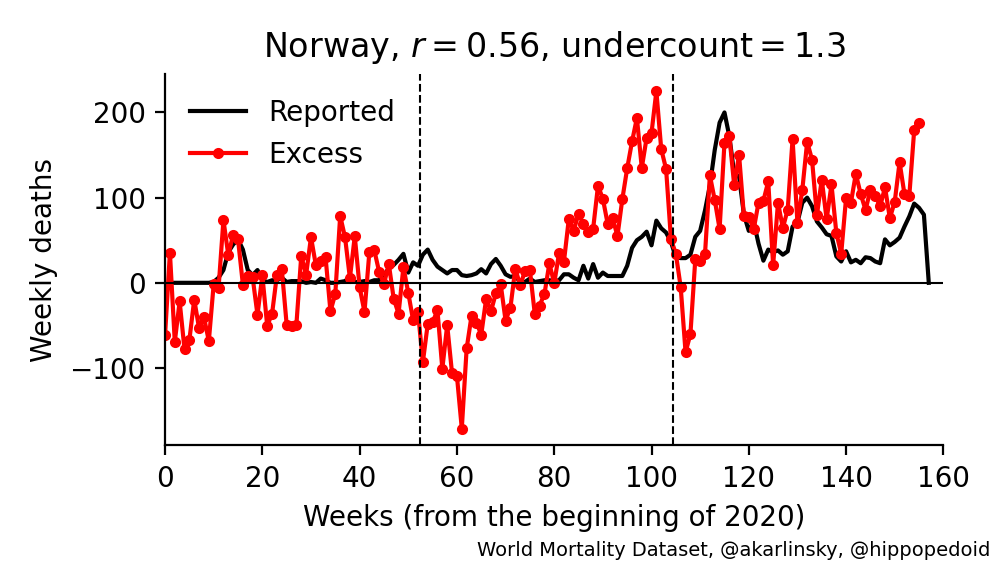 Norway, r = 0.56, undercount = 1.3
Reported
Excess
Weekly deaths
200
100
0
−100
0 20 40 60 80 100 120 140 160
Weeks (from the beginning of 2020)
World Mortality Dataset, @akarlinsky, @hippopedoid